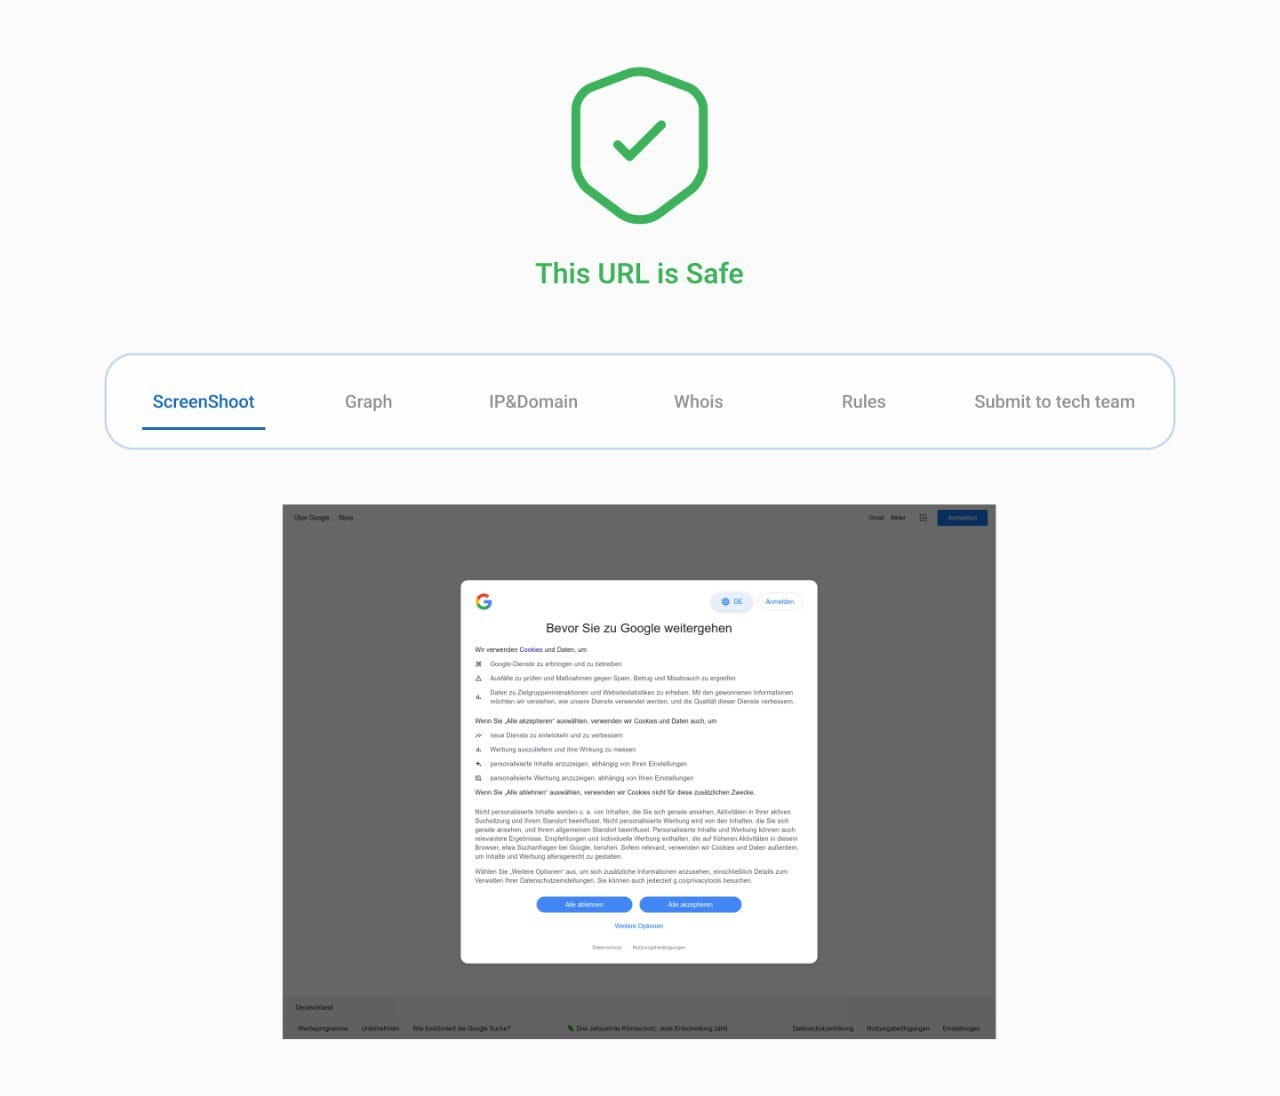 This URL is Safe
ScreenShoot Graph IP&Domain Whois Rules Submit to tech team
Über Google Store Gmail Bilder Anmelden
DE Anmelden
Bevor Sie zu Google weitergehen
Wir verwenden Cookies und Daten, um
Google-Dienste zu erbringen und zu betreiben
Ausfälle zu prüfen und Maßnahmen gegen Spam, Betrug und Missbrauch zu ergreifen
Daten zu Zielgruppeninteraktionen und Websitestatistiken zu erheben. Mit den gewonnenen Informationen
möchten wir verstehen, wie unsere Dienste verwendet werden, und die Qualität dieser Dienste verbessern.
Wenn Sie „Alle akzeptieren“ auswählen, verwenden wir Cookies und Daten auch, um
neue Dienste zu entwickeln und zu verbessern
Werbung auszuliefern und ihre Wirkung zu messen
personalisierte Inhalte anzuzeigen, abhängig von Ihren Einstellungen
personalisierte Werbung anzuzeigen, abhängig von Ihren Einstellungen
Wenn Sie „Alle ablehnen“ auswählen, verwenden wir Cookies nicht für diese zusätzlichen Zwecke.
Nicht personalisierte Inhalte werden u. a. von Inhalten, die Sie sich gerade ansehen, Aktivitäten in Ihrer aktiven
Suchsitzung und Ihrem Standort beeinflusst. Nicht personalisierte Werbung wird von den Inhalten, die Sie sich
gerade ansehen, und Ihrem allgemeinen Standort beeinflusst. Personalisierte Inhalte und Werbung können auch
relevantere Ergebnisse, Empfehlungen und individuelle Werbung enthalten, die auf früheren Aktivitäten in diesem
Browser, etwa Suchanfragen bei Google, beruhen. Sofern relevant, verwenden wir Cookies und Daten außerdem,
um Inhalte und Werbung altersgerecht zu gestalten.
Wählen Sie „Weitere Optionen“ aus, um sich zusätzliche Informationen anzusehen, einschließlich Details zum
Verwalten Ihrer Datenschutzeinstellungen. Sie können auch jederzeit g.co/privacytools besuchen.
Alle ablehnen Alle akzeptieren
Weitere Optionen
Datenschutz Nutzungsbedingungen
Deutschland
Werbeprogramme Unternehmen Wie funktioniert die Google Suche? Drei Jahrzehnte Klimaschutz: Jede Entscheidung zählt Datenschutzerklärung Nutzungsbedingungen Einstellungen